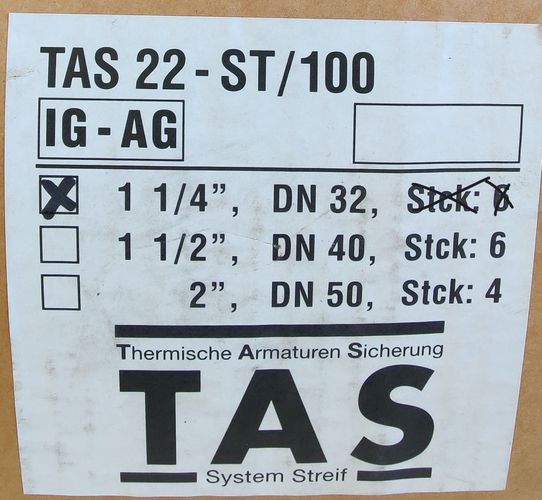 TAS 22 - ST/100
IG - AG
1 1/4”, DN 32, Stck:
1 1/2”, DN 40, Stck: 6
2”, DN 50, Stck: 4
Thermische Armaturen Sicherung
TAS
System Streif